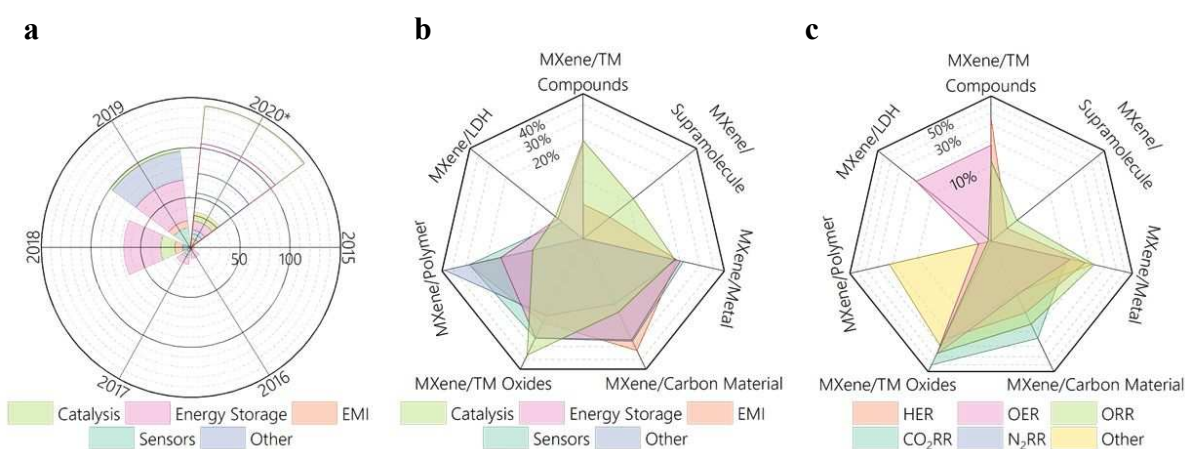 a
2019
2020*
2018
50
100
2015
2017
2016
Catalysis
Energy Storage
EMI
Sensors
Other
b
MXene/TM
Compounds
MXene/
Supramolecule
MXene/LDH
40%
30%
20%
MXene/Polymer
MXene/Metal
MXene/TM Oxides
MXene/Carbon Material
Catalysis
Energy Storage
EMI
Sensors
Other
c
MXene/TM
Compounds
MXene/
Supramolecule
MXene/LDH
50%
30%
10%
MXene/Polymer
MXene/Metal
MXene/TM Oxides
MXene/Carbon Material
HER
OER
ORR
CO₂RR
N₂RR
Other